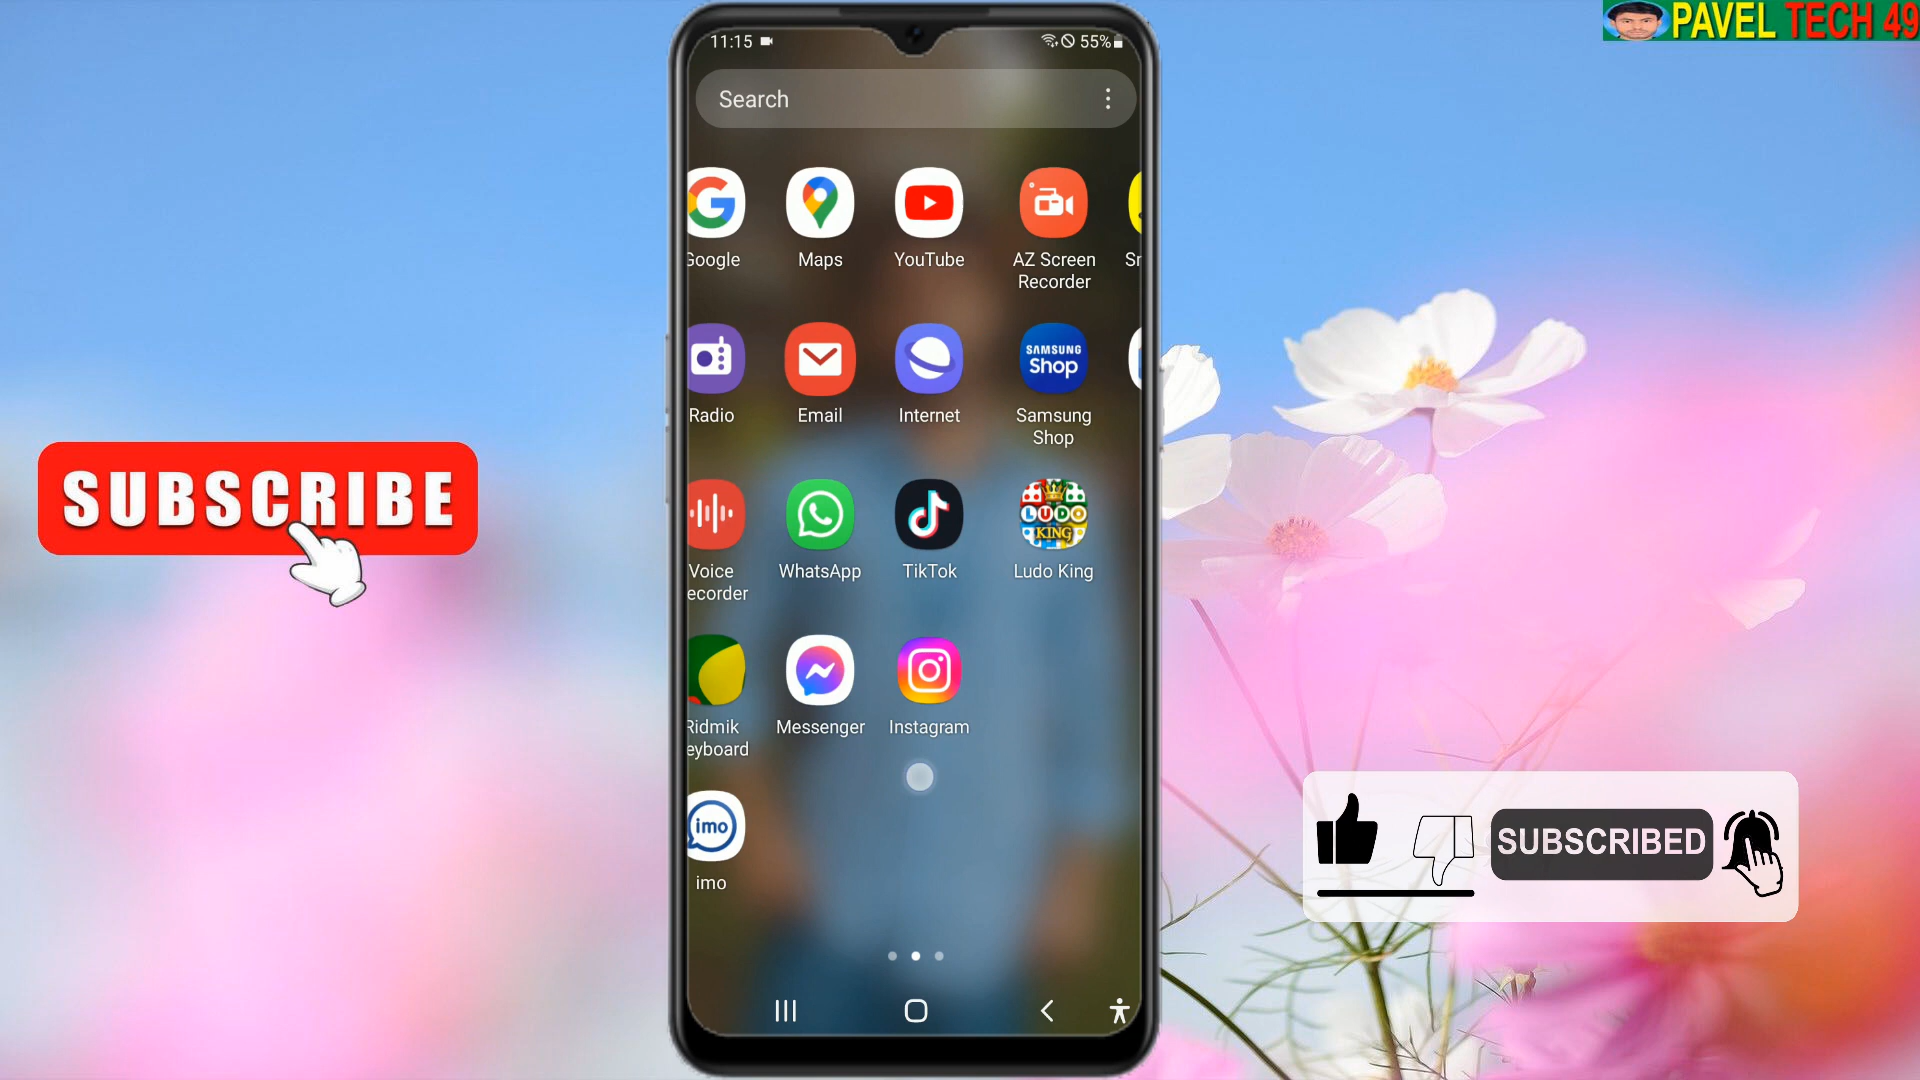 PAVEL TECH 49
11:15
55%
Search
Google
Maps
YouTube
AZ Screen
Recorder
Radio
Email
Internet
SAMSUNG
Shop
Samsung
Shop
SUBSCRIBE
Voice
ecorder
WhatsApp
TikTok
LUDO
KING
Ludo King
Ridmik
eyboard
Messenger
Instagram
imo
imo
SUBSCRIBED